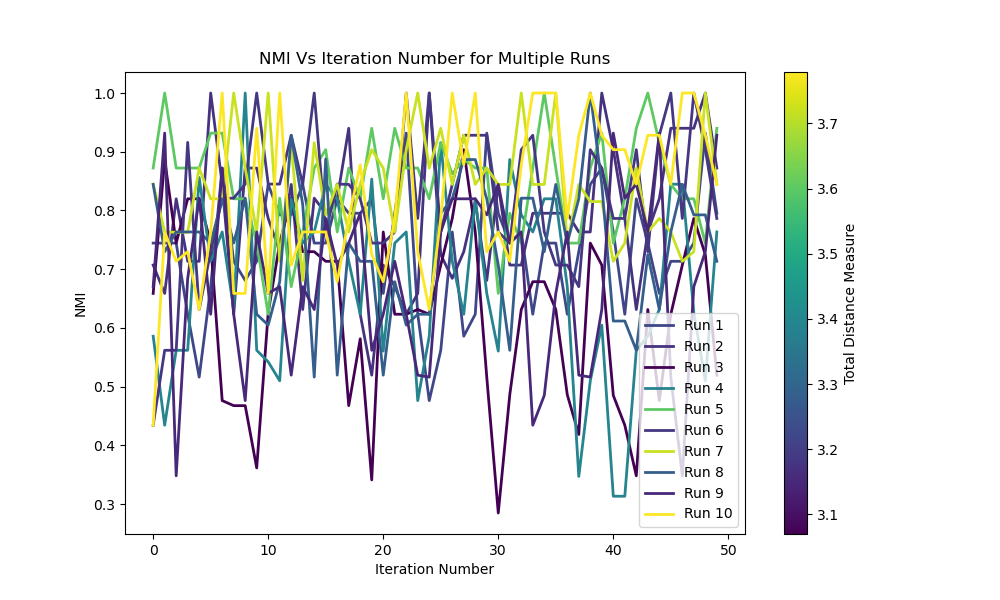 NMI Vs Iteration Number for Multiple Runs
1.0
0.9
0.8
0.7
0.6
0.5
0.4
0.3
NMI
0
10
20
30
40
50
Iteration Number
Run 1
Run 2
Run 3
Run 4
Run 5
Run 6
Run 7
Run 8
Run 9
Run 10
3.7
3.6
3.5
3.4
3.3
3.2
3.1
Total Distance Measure